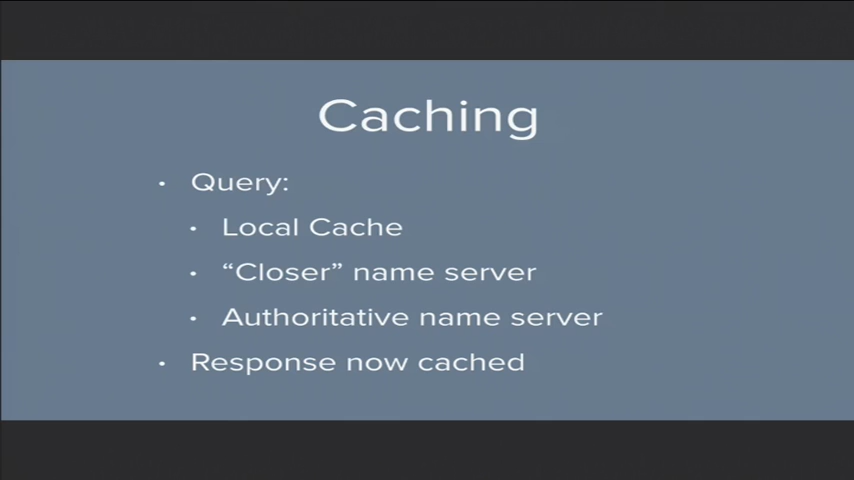 Caching
• Query:
• Local Cache
• “Closer” name server
• Authoritative name server
• Response now cached